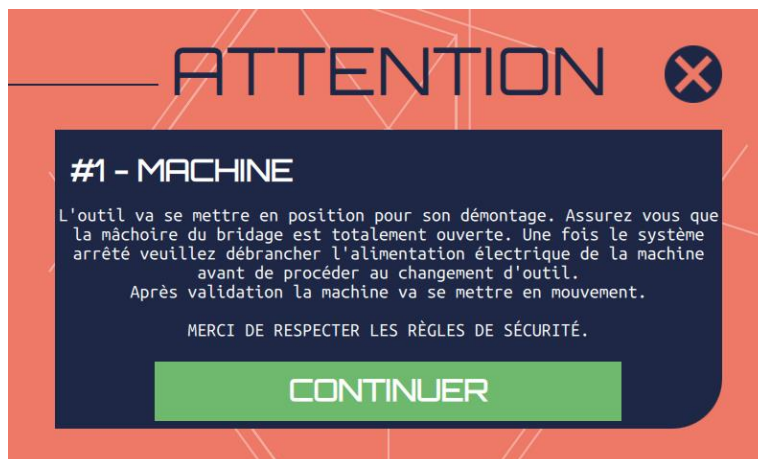 ATTENTION
#1 - MACHINE
L'outil va se mettre en position pour son démontage. Assurez vous que
la mâchoire du bridage est totalement ouverte. Une fois le système
arrêté veuillez débrancher l'alimentation électrique de la machine
avant de procéder au changement d'outil.
Après validation la machine va se mettre en mouvement.
MERCI DE RESPECTER LES RÈGLES DE SÉCURITÉ.
CONTINUER